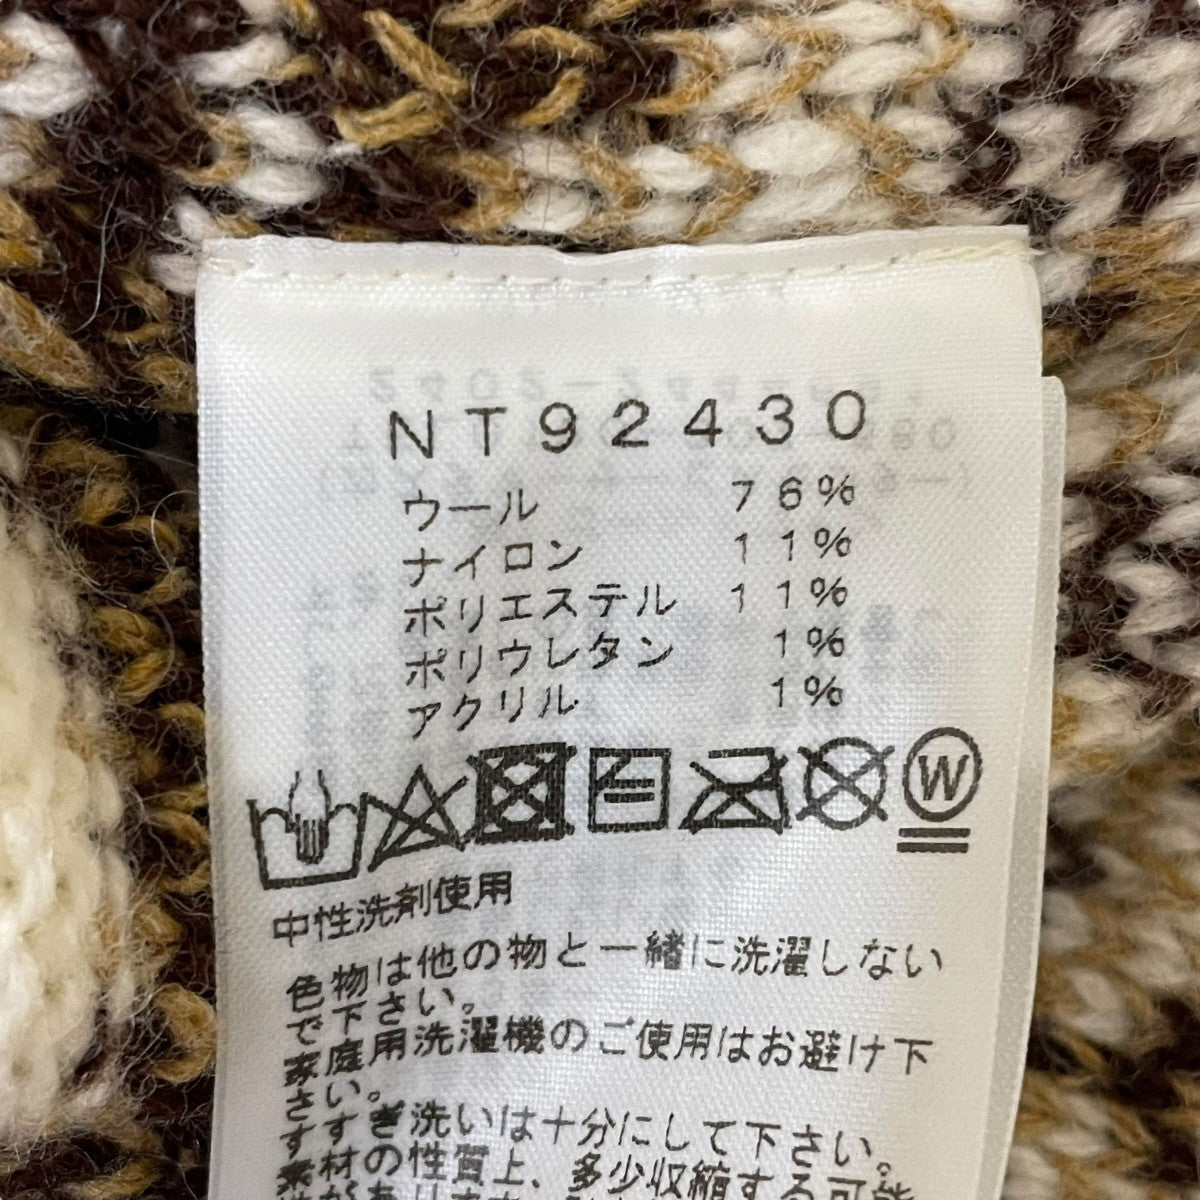 NT92430
ウール 76%
ナイロン 11%
ポリエステル 11%
ポリウレタン 1%
アクリル 1%
W
中性洗剤使用
色物は他の物と一緒に洗濯しない
で下さい。
家庭用洗濯機のご使用はお避け下
さい。
すすぎ洗いは十分にして下さい。
素材の性質上、多少収縮する可能